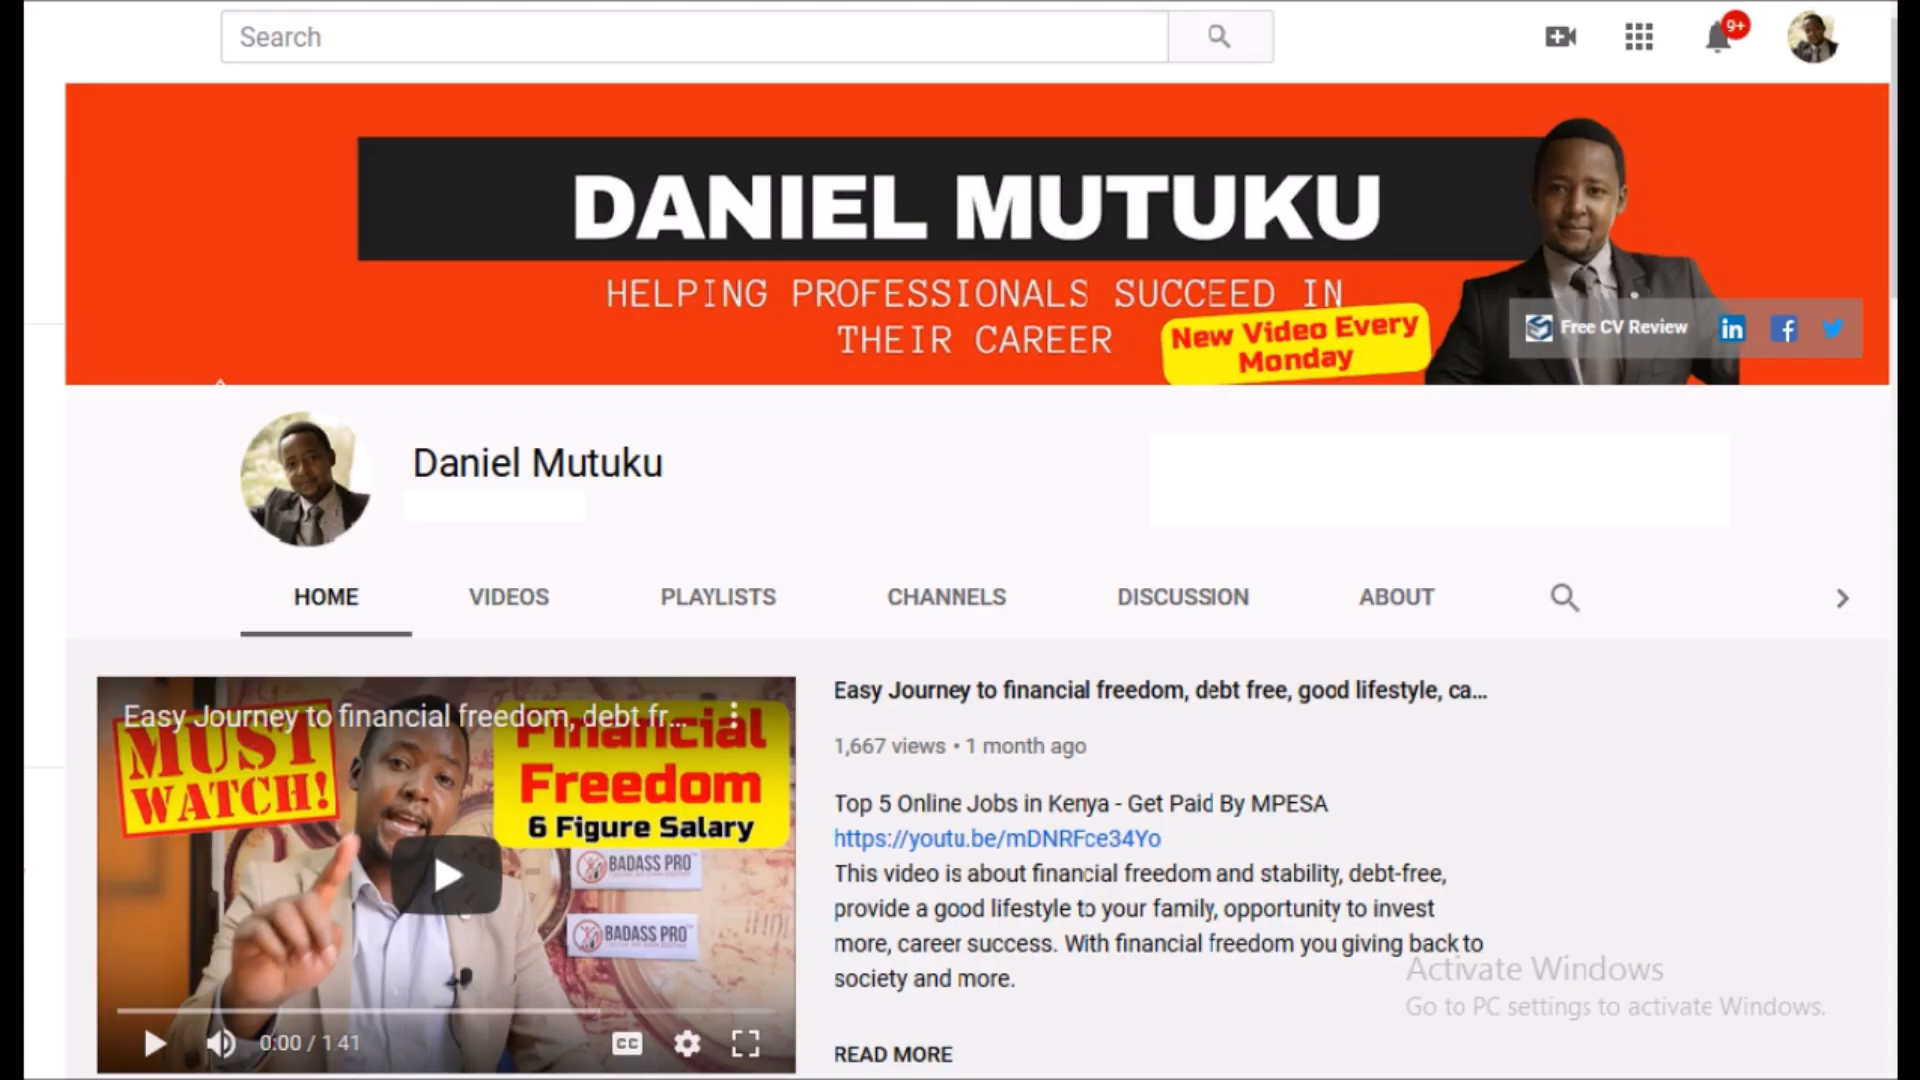 Search
9+
DANIEL MUTUKU
HELPING PROFESSIONALS SUCCEED IN
THEIR CAREER
New Video Every
Monday
Free CV Review
in
f
Daniel Mutuku
HOME VIDEOS PLAYLISTS CHANNELS DISCUSSION ABOUT
Easy Journey to financial freedom, debt fr...
MUST
WATCH!
Financial
Freedom
6 Figure Salary
BADASS PRO
BADASS PRO
0:00 / 1:41
CC
Easy Journey to financial freedom, debt free, good lifestyle, ca...
1,667 views • 1 month ago
Top 5 Online Jobs in Kenya - Get Paid By MPESA
https://youtu.be/mDNRFce34Yo
This video is about financial freedom and stability, debt-free,
provide a good lifestyle to your family, opportunity to invest
more, career success. With financial freedom you giving back to
society and more.
READ MORE
Activate Windows
Go to PC settings to activate Windows.